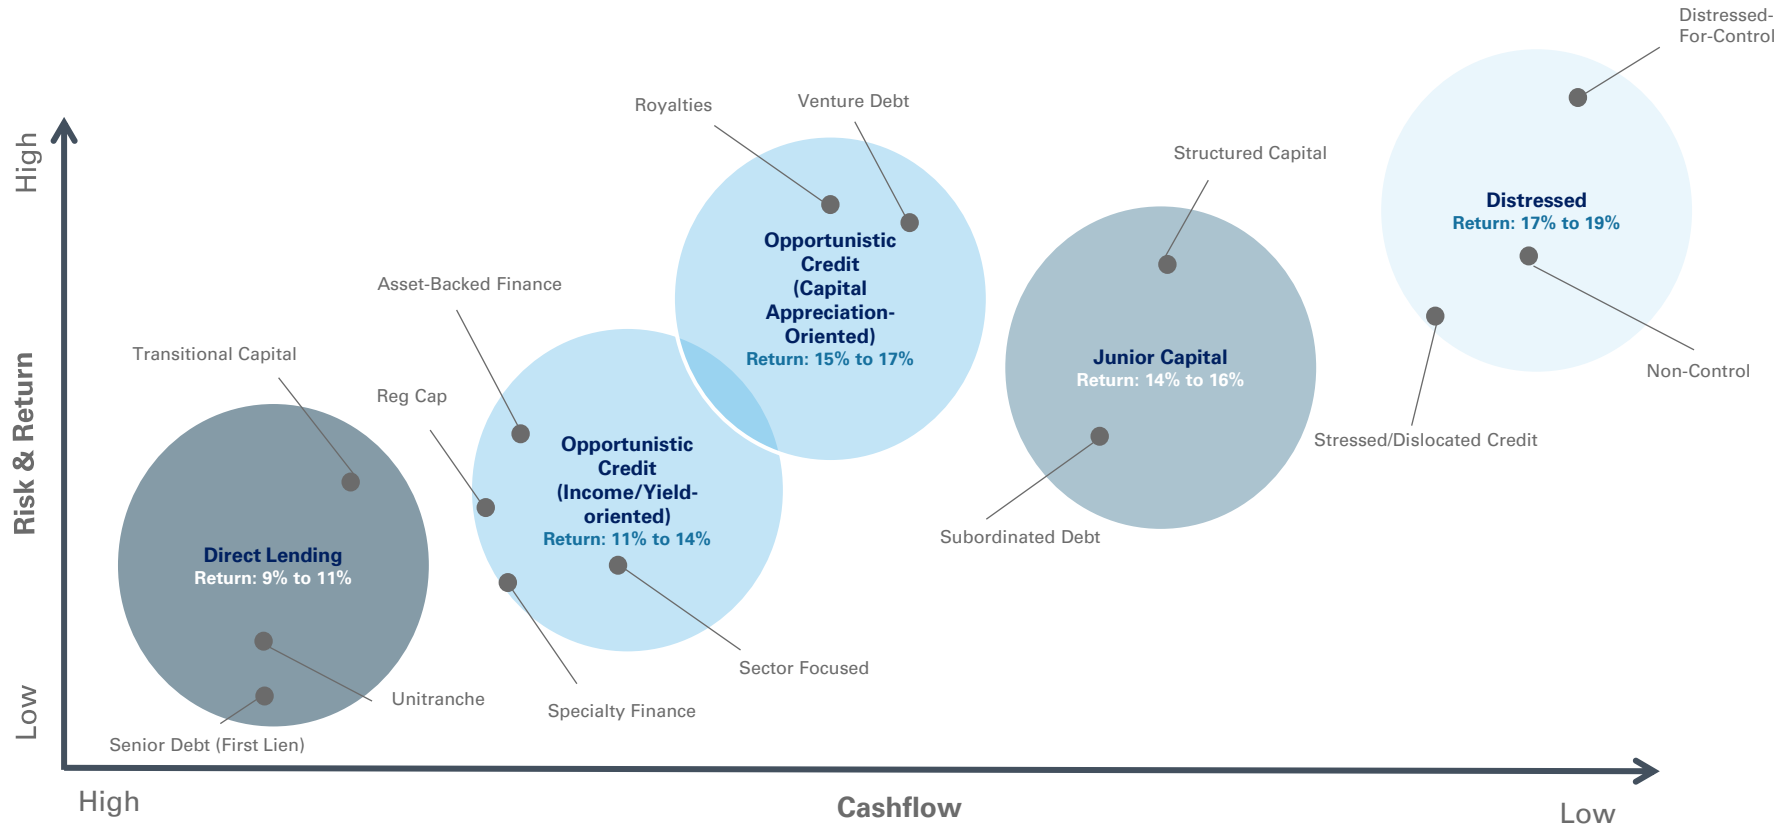 Distressed-
For-Control
Royalties
Venture Debt
Structured Capital
High
Distressed
Return: 17% to 19%
Opportunistic
Credit
(Capital
Appreciation-
Oriented)
Return: 15% to 17%
Asset-Backed Finance
Transitional Capital
Reg Cap
Junior Capital
Return: 14% to 16%
Non-Control
Stressed/Dislocated Credit
Risk & Return
Opportunistic
Credit
(Income/Yield-
oriented)
Return: 11% to 14%
Subordinated Debt
Direct Lending
Return: 9% to 11%
Sector Focused
Unitranche
Specialty Finance
Low
Senior Debt (First Lien)
High
Cashflow
Low